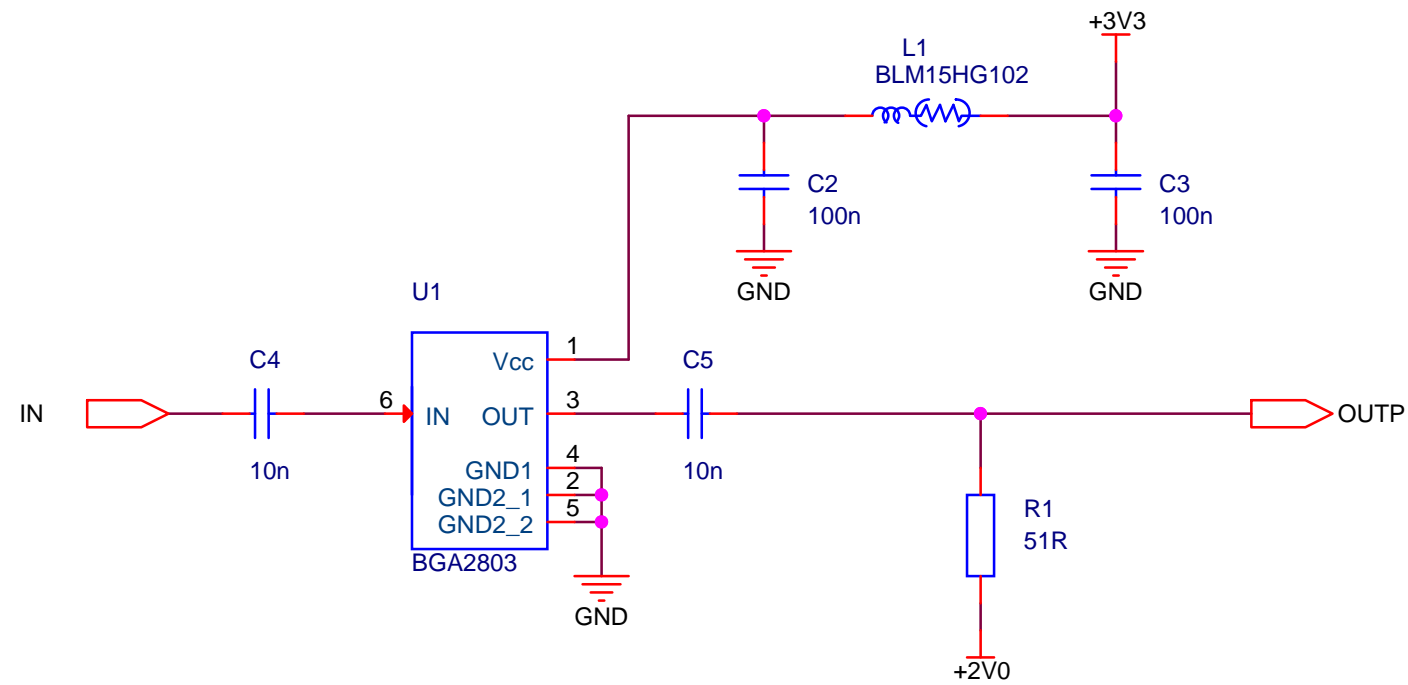 +3V3
L1
BLM15HG102
C2
100n
C3
100n
GND
GND
U1
Vcc
1
C4
C5
IN
6
IN
OUT
3
OUTP
10n
10n
GND1
4
GND2_1
2
GND2_2
5
BGA2803
R1
51R
GND
+2V0